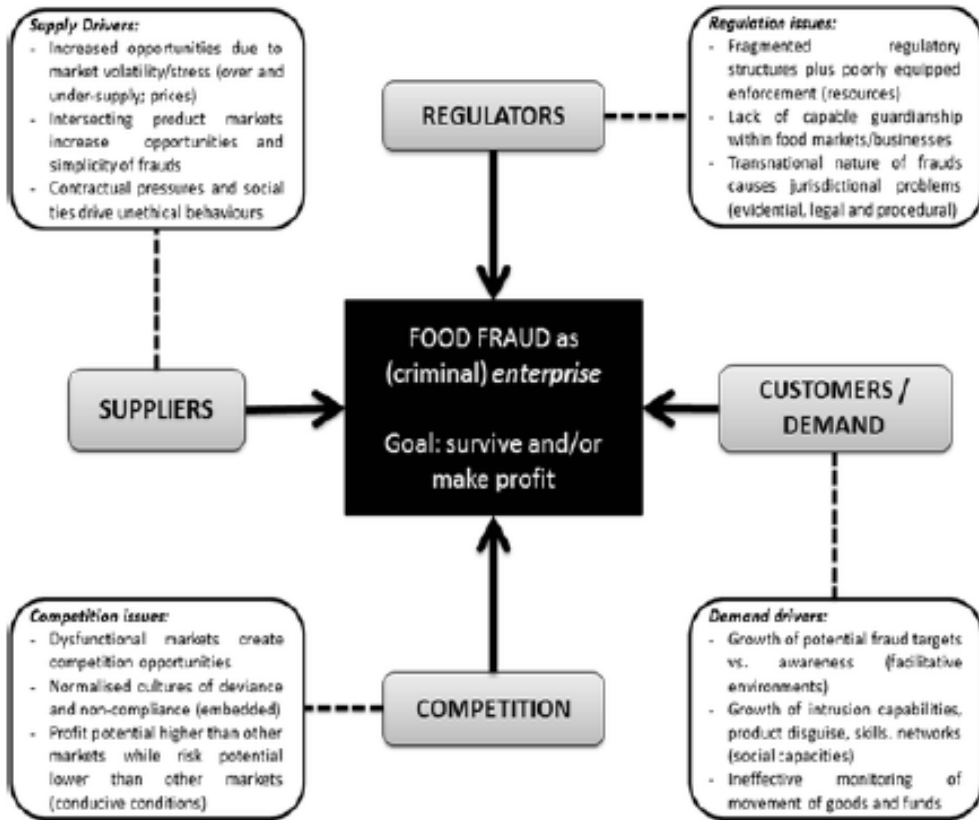 Supply Drivers:
- Increased opportunities due to
market volatility/stress (over and
under-supply; prices)
- Intersecting product markets
increase opportunities and
simplicity of frauds
- Contractual pressures and social
ties drive unethical behaviours
Regulation issues:
- Fragmented regulatory
structures plus poorly equipped
enforcement (resources)
- Lack of capable guardianship
within food markets/businesses
- Transnational nature of frauds
causes jurisdictional problems
(evidential, legal and procedural)
REGULATORS
FOOD FRAUD as
(criminal) enterprise
Goal: survive and/or
make profit
SUPPLIERS
CUSTOMERS /
DEMAND
Competition issues:
- Dysfunctional markets create
competition opportunities
- Normalised cultures of deviance
and non-compliance (embedded)
- Profit potential higher than other
markets while risk potential
lower than other markets
(conducive conditions)
COMPETITION
Demand drivers:
- Growth of potential fraud targets
vs. awareness (facilitative
environments)
- Growth of intrusion capabilities,
product disguise, skills. networks
(social capacities)
- Ineffective monitoring of
movement of goods and funds